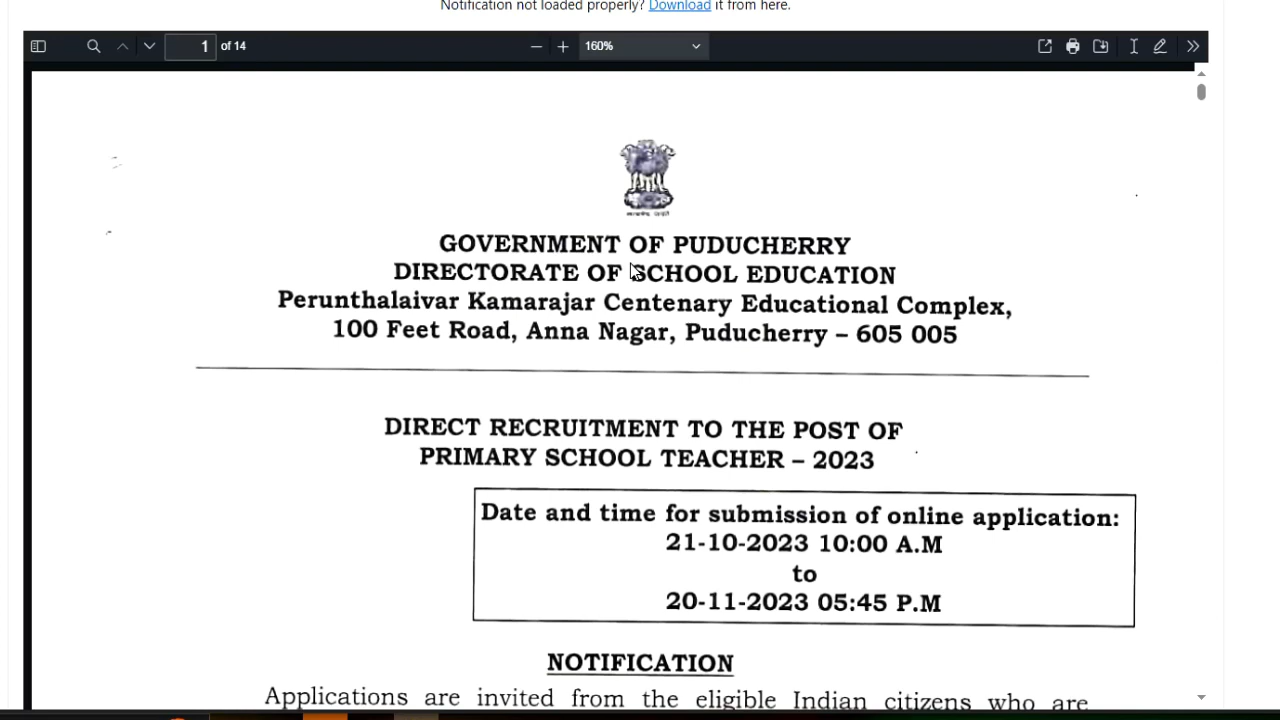 Notification not loaded properly? Download it from here.
1 of 14
160%
GOVERNMENT OF PUDUCHERRY
DIRECTORATE OF SCHOOL EDUCATION
Perunthalaivar Kamarajar Centenary Educational Complex,
100 Feet Road, Anna Nagar, Puducherry – 605 005
DIRECT RECRUITMENT TO THE POST OF
PRIMARY SCHOOL TEACHER – 2023
Date and time for submission of online application:
21-10-2023 10:00 A.M
to
20-11-2023 05:45 P.M
NOTIFICATION
Applications are invited from the eligible Indian citizens who are